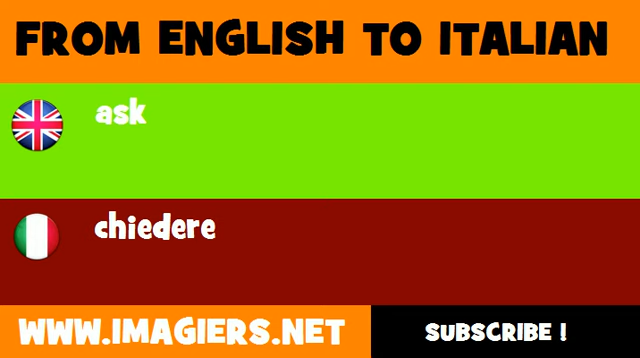 FROM ENGLISH TO ITALIAN
ask
chiedere
WWW.IMAGIERS.NET
SUBSCRIBE !